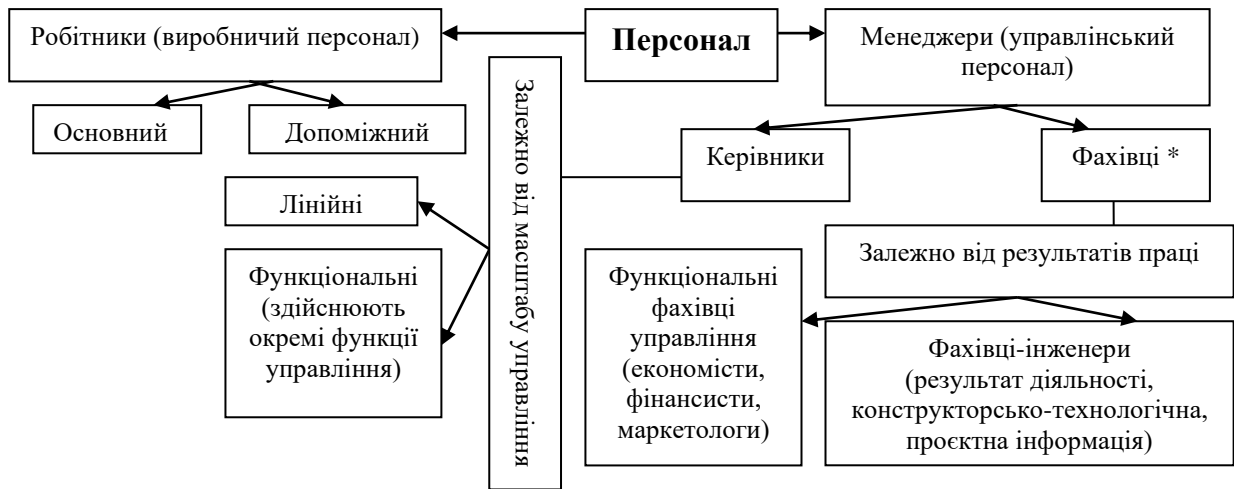 Робітники (виробничий персонал)
Персонал
Менеджери (управлінський
персонал)
Основний
Допоміжний
Керівники
Фахівці *
Залежно від масштабу управління
Лінійні
Функціональні
(здійснюють
окремі функції
управління)
Залежно від результатів праці
Функціональні
фахівці
управління
(економісти,
фінансисти,
маркетологи)
Фахівці-інженери
(результат діяльності,
конструкторсько-технологічна,
проєктна інформація)